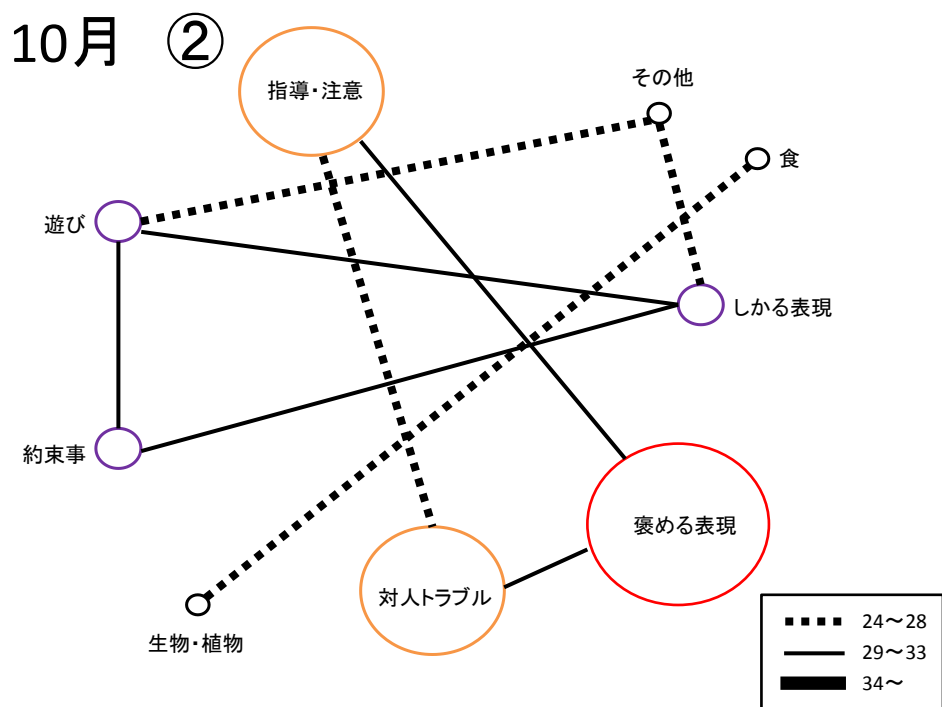 10月 ②
指導・注意
その他
食
遊び
しかる表現
約束事
褒める表現
対人トラブル
生物・植物
24～28
29～33
34～